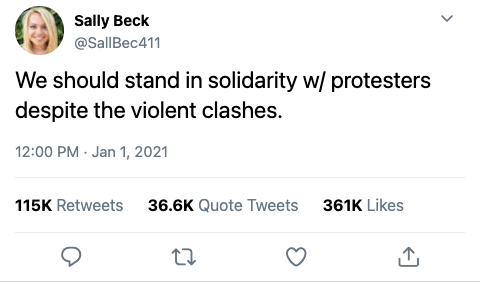 Sally Beck
@SallBec411
We should stand in solidarity w/ protesters
despite the violent clashes.
12:00 PM · Jan 1, 2021
115K Retweets 36.6K Quote Tweets 361K Likes